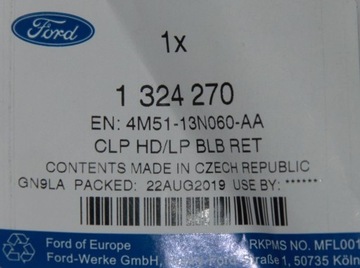 Ford
1x
1 324 270
EN: 4M51-13N060-AA
CLP HD/LP BLB RET
CONTENTS MADE IN CZECH REPUBLIC
GN9LA PACKED: 22AUG2019 USE BY: ******
Ford of Europe
Ford-Werke GmbH, 1, 50735 Köln
RKPMS NO. MFL001